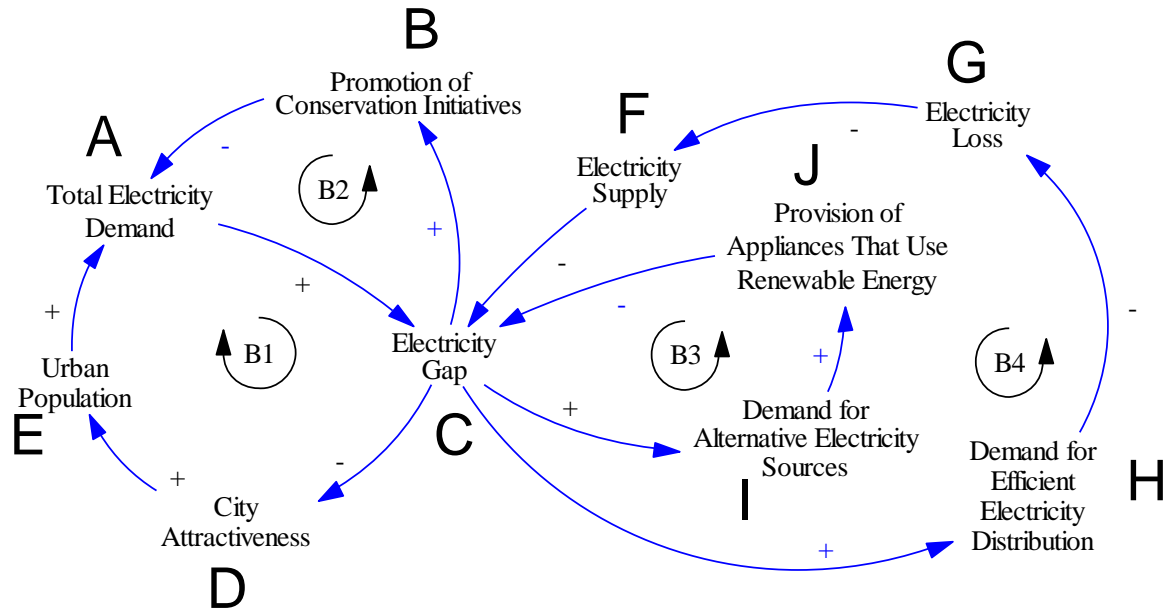 B
Promotion of
Conservation Initiatives
-
A
Total Electricity
Demand
B2
+
+
+
B1
Urban
Population
E
+
City
Attractiveness
D
-
Electricity
Gap
C
F
Electricity
Supply
-
G
Electricity
Loss
-
J
Provision of
Appliances That Use
Renewable Energy
-
B3
+
+
Demand for
Alternative Electricity
Sources
I
B4
-
Demand for
Efficient
Electricity
Distribution
H
+